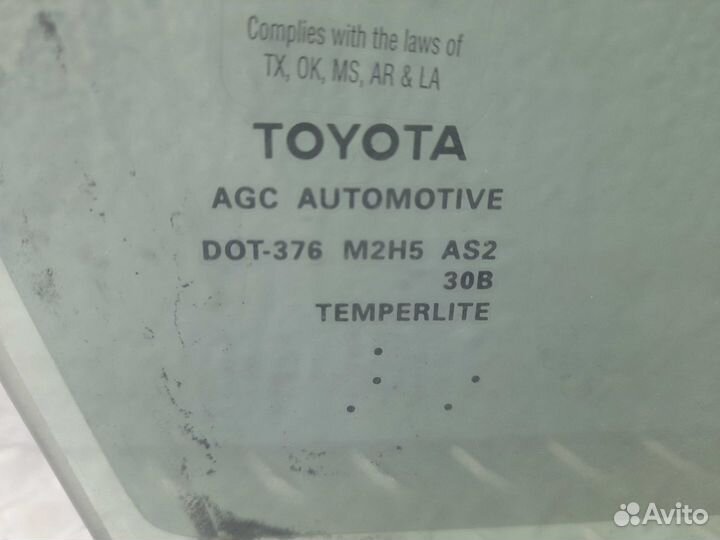 Complies with the laws of
TX, OK, MS, AR & LA
TOYOTA
AGC AUTOMOTIVE
DOT-376 M2H5 AS2
30B
TEMPERLITE
Avito